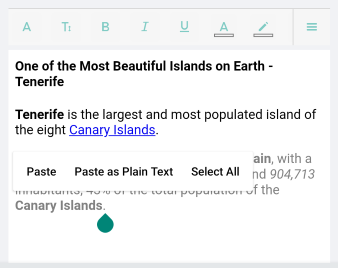 A Tт B I U A
One of the Most Beautiful Islands on Earth -
Tenerife
Tenerife is the largest and most populated island of
the eight Canary Islands.
ain, with a
Paste Paste as Plain Text Select All
nd 904,713
inhabitants, 43% of the total population of the
Canary Islands.